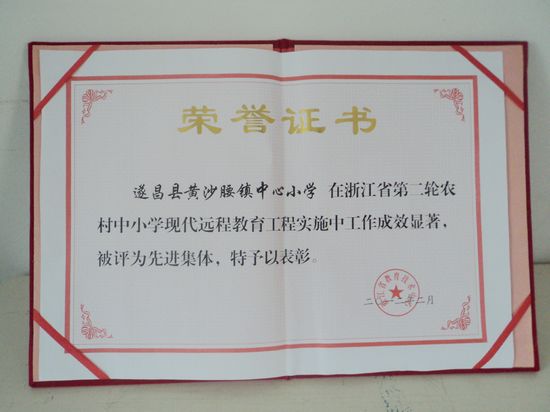 荣誉证书
遂昌县黄沙腰镇中心小学 在浙江省第二轮农
村中小学现代远程教育工程实施中工作成效显著，
被评为先进集体，特予以表彰。